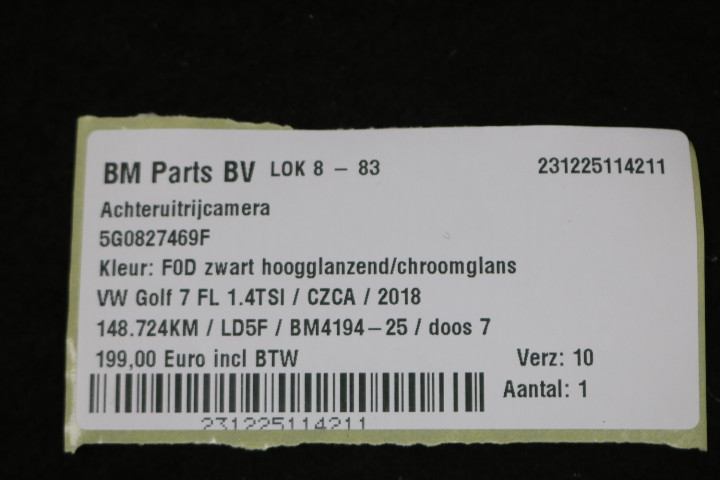 BM Parts BV LOK 8 - 83 231225114211
Achteruitrijcamera
5G0827469F
Kleur: F0D zwart hoogglanzend/chroomglans
VW Golf 7 FL 1.4TSI / CZCA / 2018
148.724KM / LD5F / BM4194-25 / doos 7
199,00 Euro incl BTW Verz: 10
Aantal: 1
231225114211